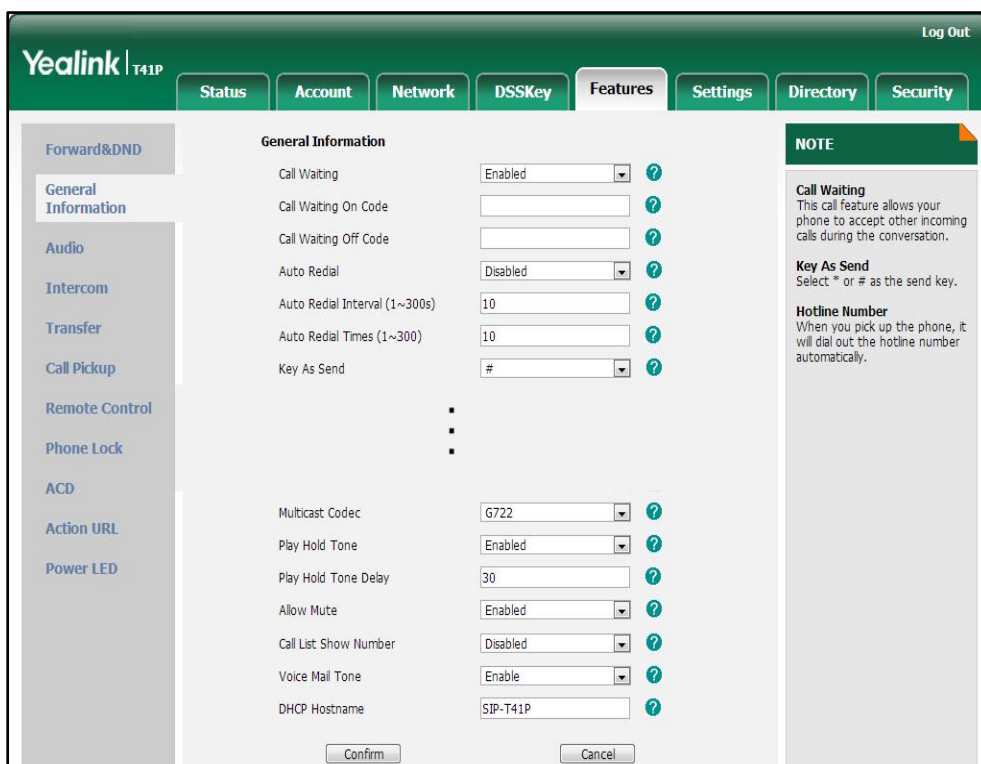 Log Out
Yealink | T41P
Status Account Network DSSKey Features Settings Directory Security
Forward&DND
General
Information
Audio
Intercom
Transfer
Call Pickup
Remote Control
Phone Lock
ACD
Action URL
Power LED
General Information
Call Waiting Enabled ?
Call Waiting On Code ?
Call Waiting Off Code ?
Auto Redial Disabled ?
Auto Redial Interval (1~300s) 10 ?
Auto Redial Times (1~300) 10 ?
Key As Send # ?
Multicast Codec G722 ?
Play Hold Tone Enabled ?
Play Hold Tone Delay 30 ?
Allow Mute Enabled ?
Call List Show Number Disabled ?
Voice Mail Tone Enable ?
DHCP Hostname SIP-T41P ?
Confirm Cancel
NOTE
Call Waiting
This call feature allows your
phone to accept other incoming
calls during the conversation.
Key As Send
Select * or # as the send key.
Hotline Number
When you pick up the phone, it
will dial out the hotline number
automatically.